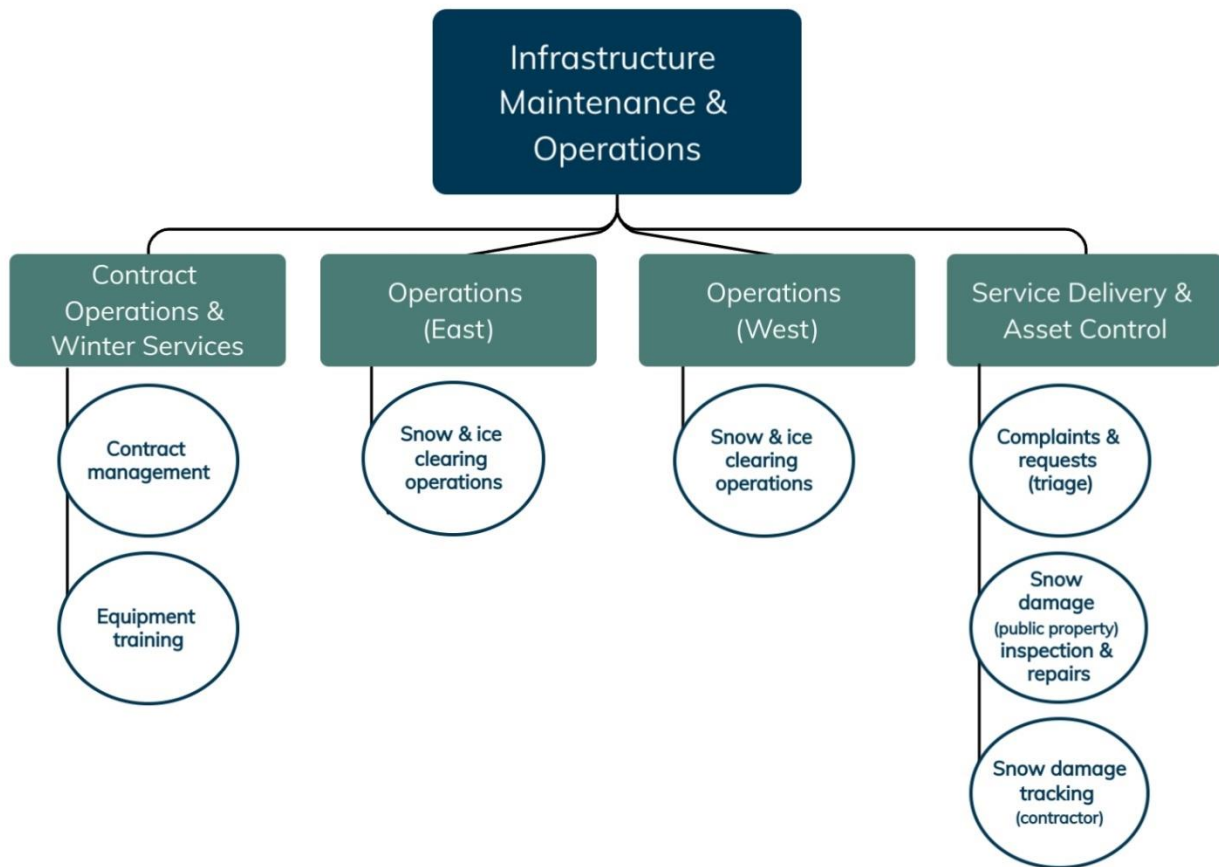 Infrastructure
Maintenance &
Operations
Contract
Operations &
Winter Services
Operations
(East)
Operations
(West)
Service Delivery &
Asset Control
Contract
management
Equipment
training
Snow & ice
clearing
operations
Snow & ice
clearing
operations
Complaints &
requests
(triage)
Snow
damage
(public property)
inspection &
repairs
Snow damage
tracking
(contractor)